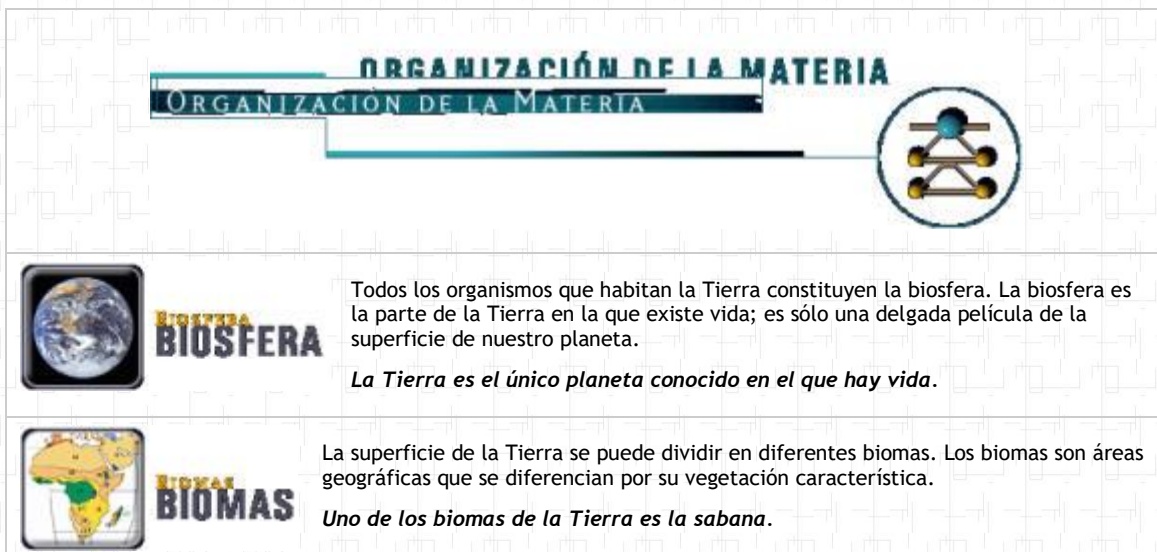 ORGANIZACIÓN DE LA MATERIA
ORGANIZACIÓN DE LA MATERIA
BIOSFERA
BIOSFERA
Todos los organismos que habitan la Tierra constituyen la biosfera. La biosfera es
la parte de la Tierra en la que existe vida; es sólo una delgada película de la
superficie de nuestro planeta.
La Tierra es el único planeta conocido en el que hay vida.
BIOMAS
BIOMAS
La superficie de la Tierra se puede dividir en diferentes biomas. Los biomas son áreas
geográficas que se diferencian por su vegetación característica.
Uno de los biomas de la Tierra es la sabana.